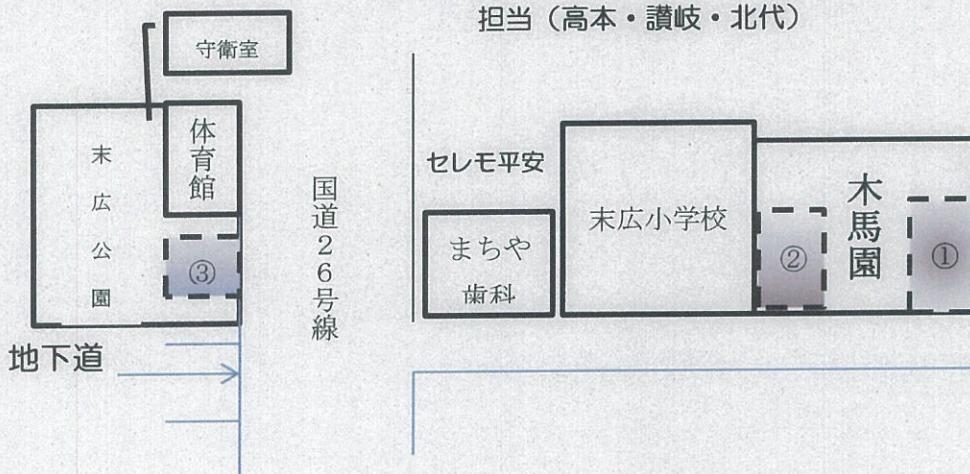 担当（高本・讃岐・北代）
守衛室
体育館
末広公園
③
国道２６号線
セレモ平安
まちや
歯科
末広小学校
②
木馬園
①
地下道